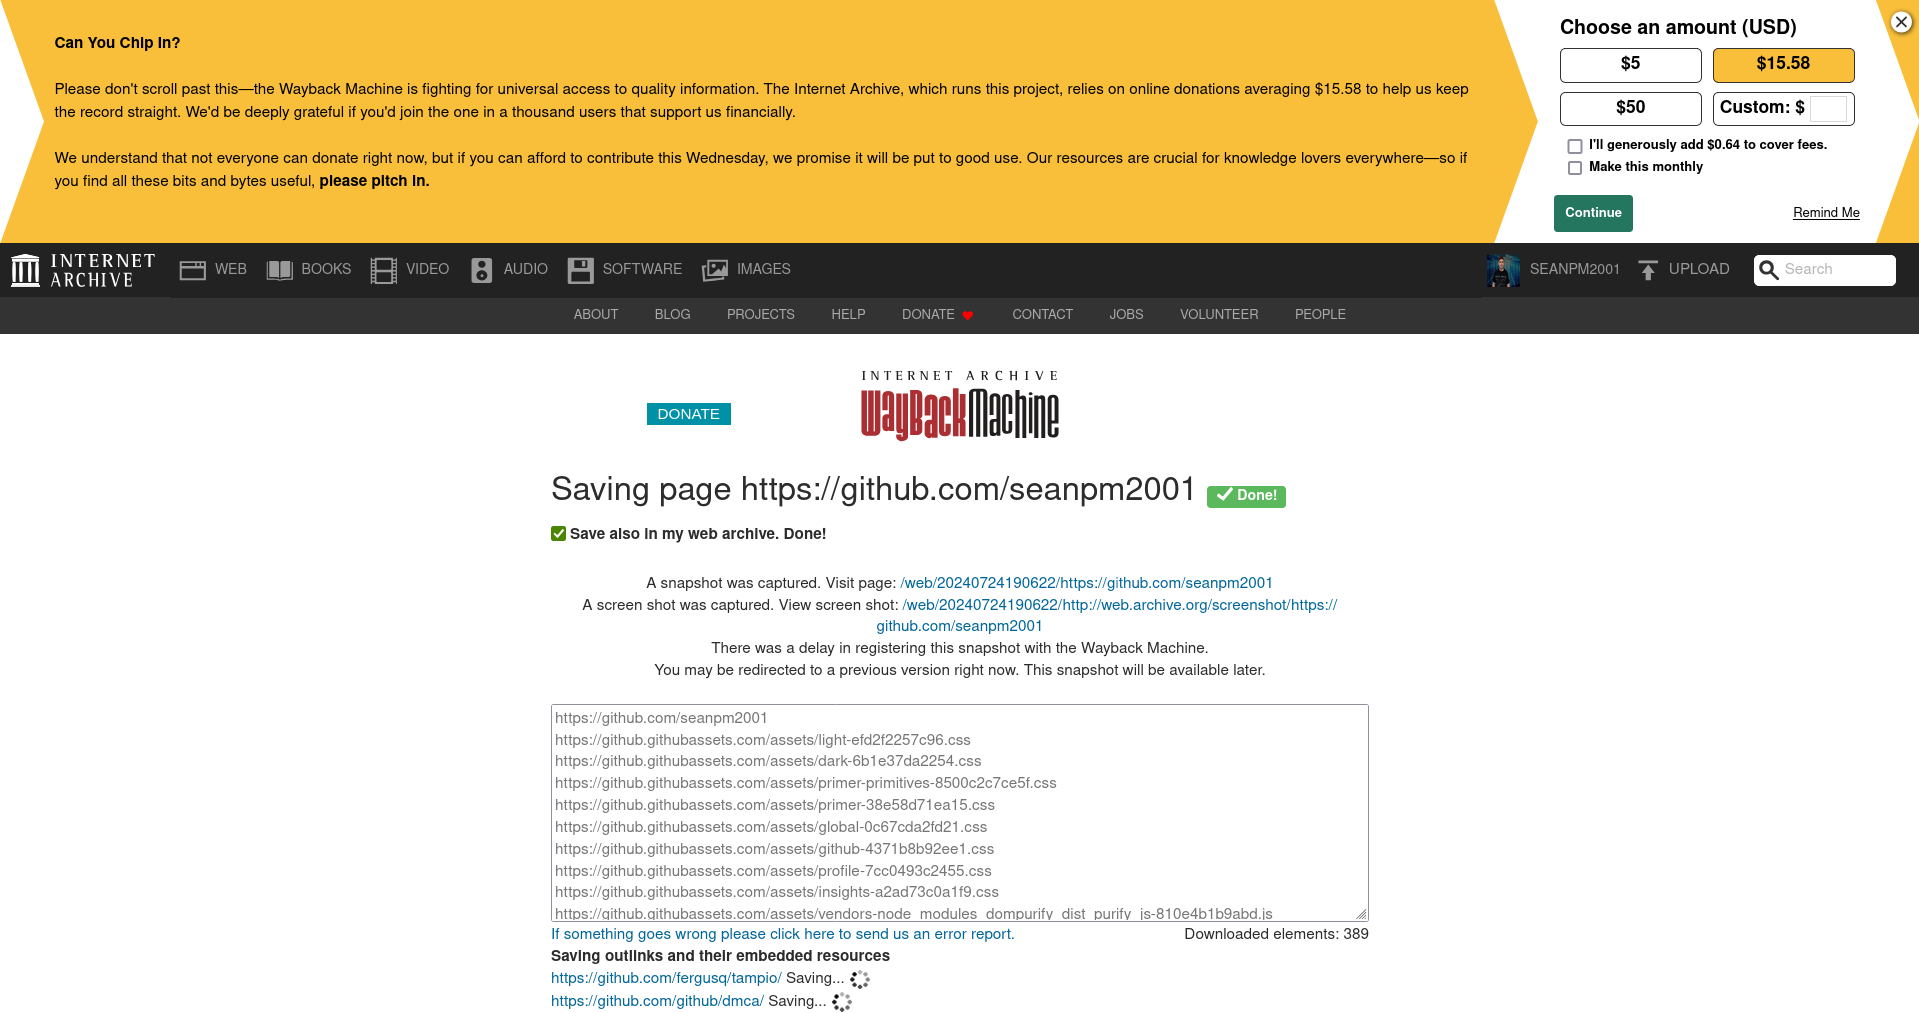 Can You Chip In?
Please don't scroll past this—the Wayback Machine is fighting for universal access to quality information. The Internet Archive, which runs this project, relies on online donations averaging $15.58 to help us keep
the record straight. We'd be deeply grateful if you'd join the one in a thousand users that support us financially.
We understand that not everyone can donate right now, but if you can afford to contribute this Wednesday, we promise it will be put to good use. Our resources are crucial for knowledge lovers everywhere—so if
you find all these bits and bytes useful, please pitch in.
Choose an amount (USD)
$5
$15.58
$50
Custom: $
I'll generously add $0.64 to cover fees.
Make this monthly
Continue
Remind Me
INTERNET
ARCHIVE
WEB
BOOKS
VIDEO
AUDIO
SOFTWARE
IMAGES
SEANPM2001
UPLOAD
Search
ABOUT
BLOG
PROJECTS
HELP
DONATE
CONTACT
JOBS
VOLUNTEER
PEOPLE
DONATE
INTERNET ARCHIVE
WayBackMachine
Saving page https://github.com/seanpm2001 Done!
Save also in my web archive. Done!
A snapshot was captured. Visit page: /web/20240724190622/https://github.com/seanpm2001
A screen shot was captured. View screen shot: /web/20240724190622/http://web.archive.org/screenshot/https://
github.com/seanpm2001
There was a delay in registering this snapshot with the Wayback Machine.
You may be redirected to a previous version right now. This snapshot will be available later.
https://github.com/seanpm2001
https://github.githubassets.com/assets/light-efd2f2257c96.css
https://github.githubassets.com/assets/dark-6b1e37da2254.css
https://github.githubassets.com/assets/primer-primitives-8500c2c7ce5f.css
https://github.githubassets.com/assets/primer-38e58d71ea15.css
https://github.githubassets.com/assets/global-0c67cda2fd21.css
https://github.githubassets.com/assets/github-4371b8b92ee1.css
https://github.githubassets.com/assets/profile-7cc0493c2455.css
https://github.githubassets.com/assets/insights-a2ad73c0a1f9.css
https://github.githubassets.com/assets/vendors-node_modules_dompurify_dist_purify_js-810e4b1b9abd.js
If something goes wrong please click here to send us an error report.
Downloaded elements: 389
Saving outlinks and their embedded resources
https://github.com/fergusq/tampio/ Saving...
https://github.com/github/dmca/ Saving...